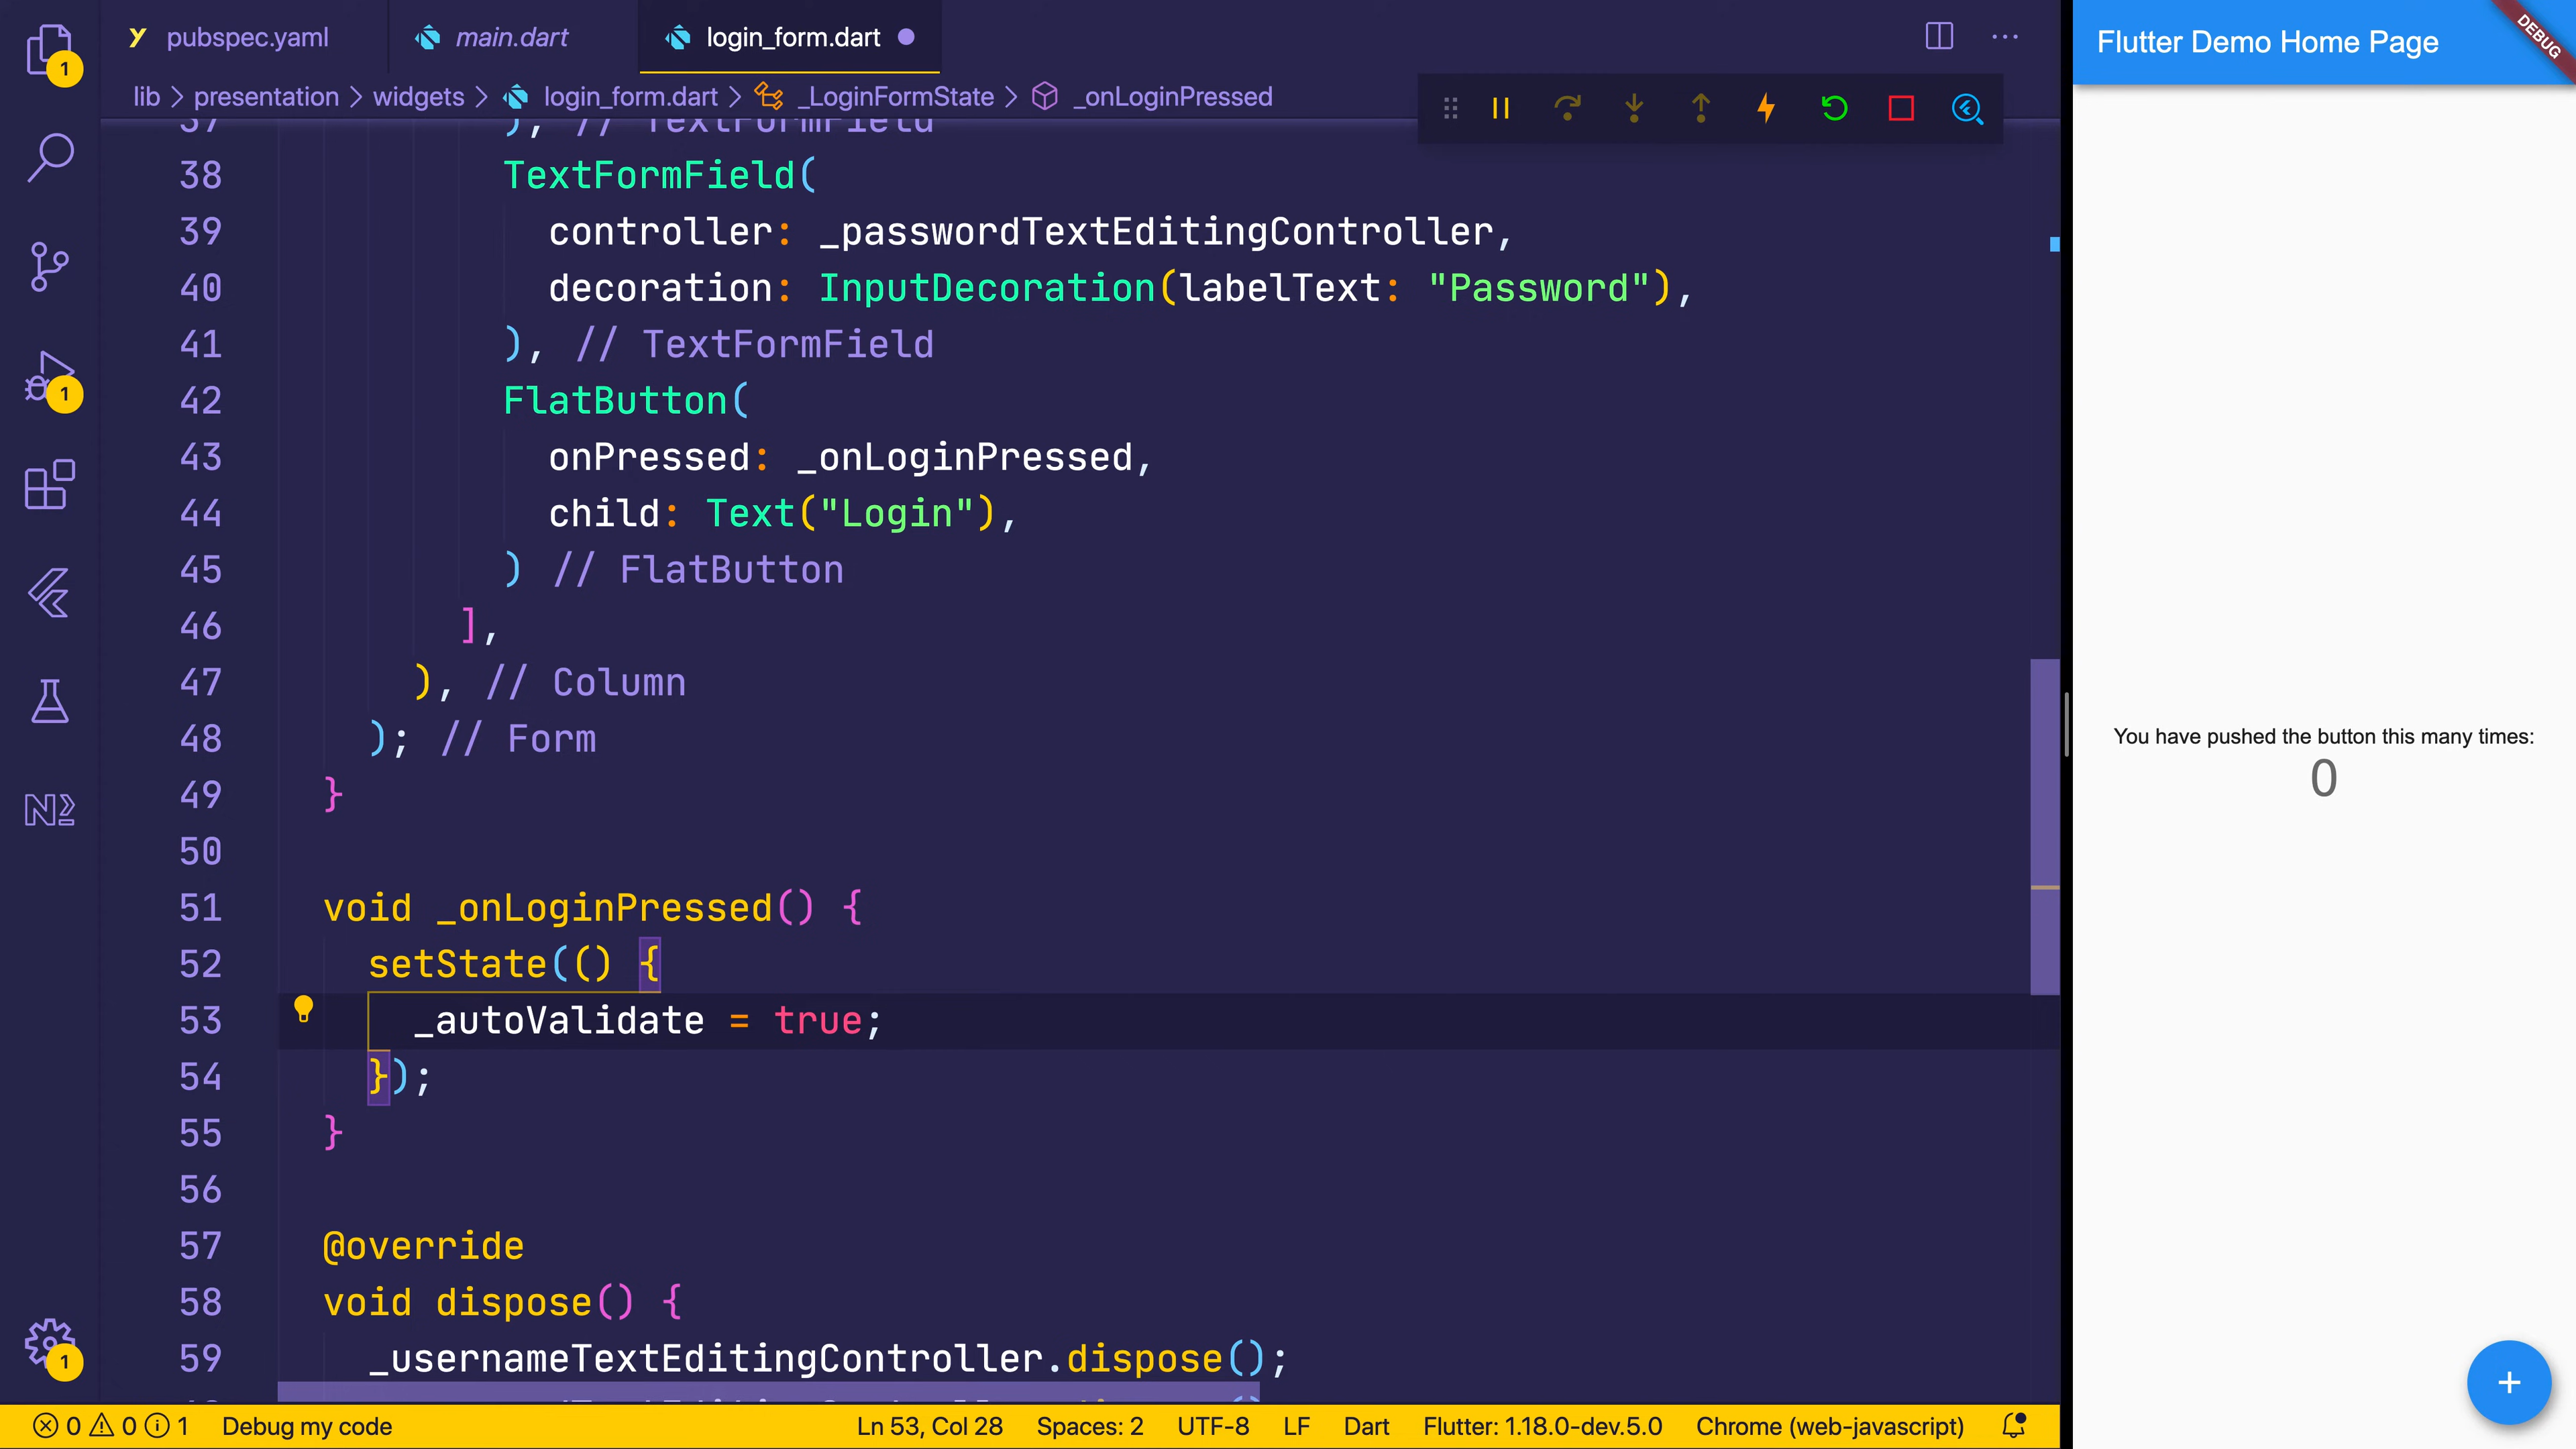 pubspec.yaml
main.dart
login_form.dart
lib > presentation > widgets > login_form.dart > _LoginFormState > _onLoginPressed
37 ), // TextFormField
38 TextFormField(
39 controller: _passwordTextEditingController,
40 decoration: InputDecoration(labelText: "Password"),
41 ), // TextFormField
42 FlatButton(
43 onPressed: _onLoginPressed,
44 child: Text("Login"),
45 ) // FlatButton
46 ],
47 ), // Column
48 ); // Form
49 }
50
51 void _onLoginPressed() {
52 setState(() {
53 _autoValidate = true;
54 });
55 }
56
57 @override
58 void dispose() {
59 _usernameTextEditingController.dispose();
1
1
1
N
0 0 1 Debug my code
Ln 53, Col 28 Spaces: 2 UTF-8 LF Dart Flutter: 1.18.0-dev.5.0 Chrome (web-javascript)
Flutter Demo Home Page
DEBUG
You have pushed the button this many times:
0
+